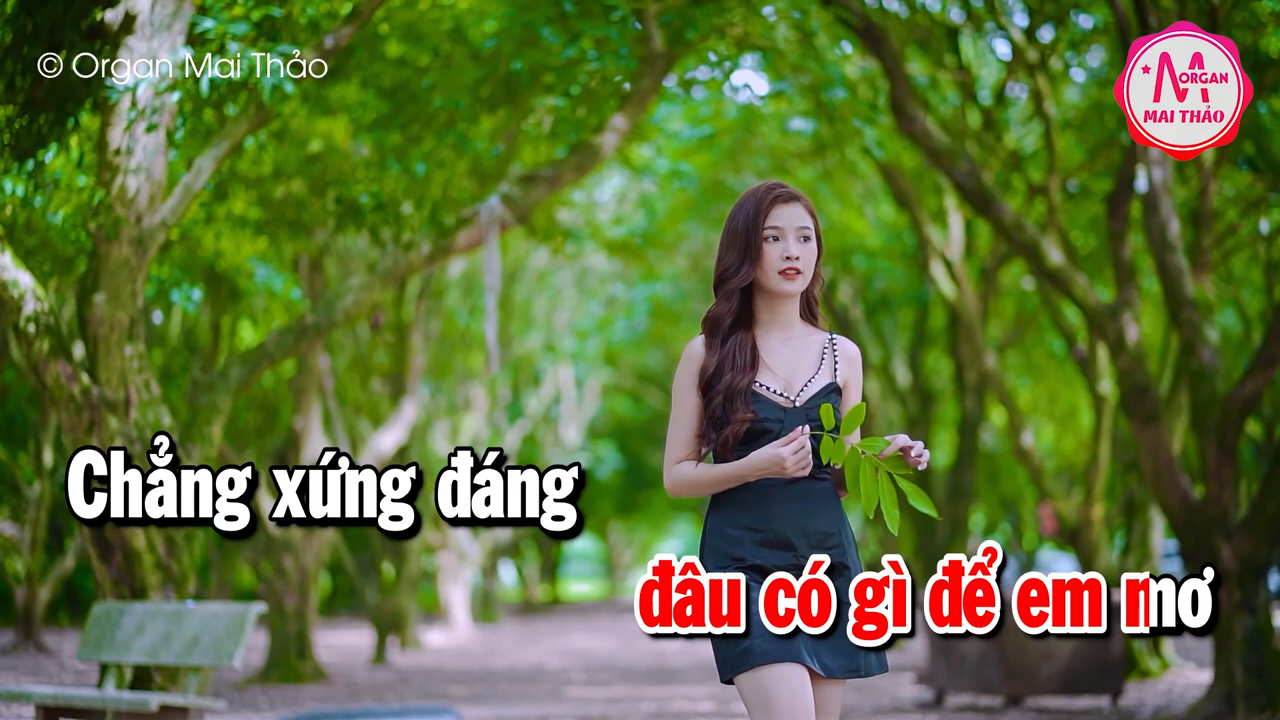 © Organ Mai Thảo
M ORGAN
MAI THẢO
Chẳng xứng đáng
đâu có gì để em mơ